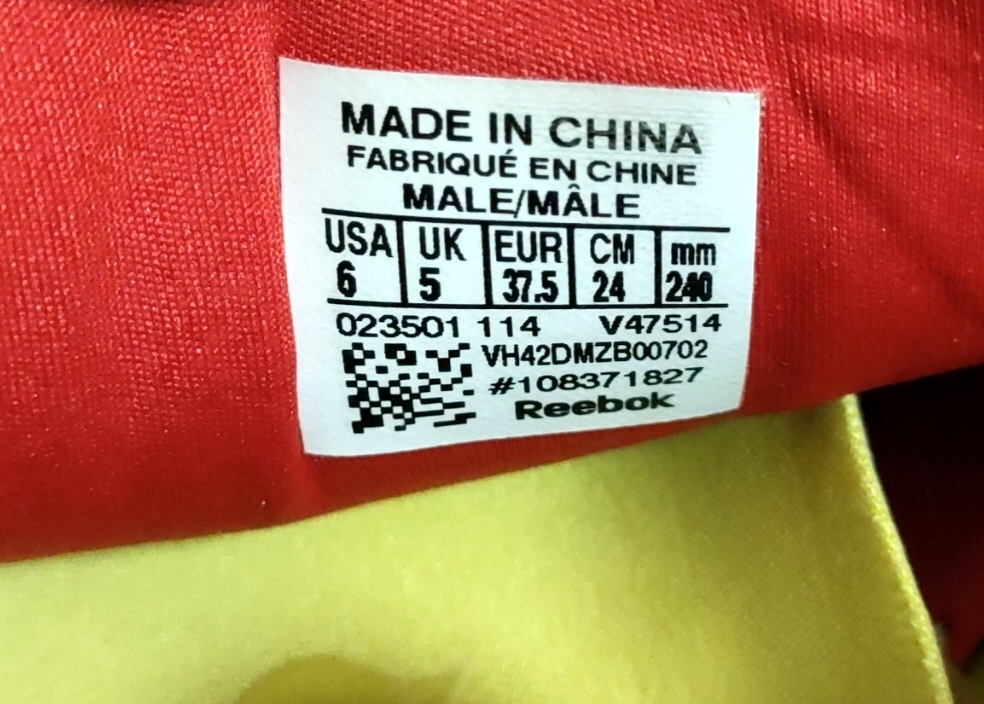 MADE IN CHINA
FABRIQUÉ EN CHINE
MALE/MÂLE
USA UK EUR CM mm
6 5 37.5 24 240
023501 114 V47514
VH42DMZB00702
#108371827
Reebok